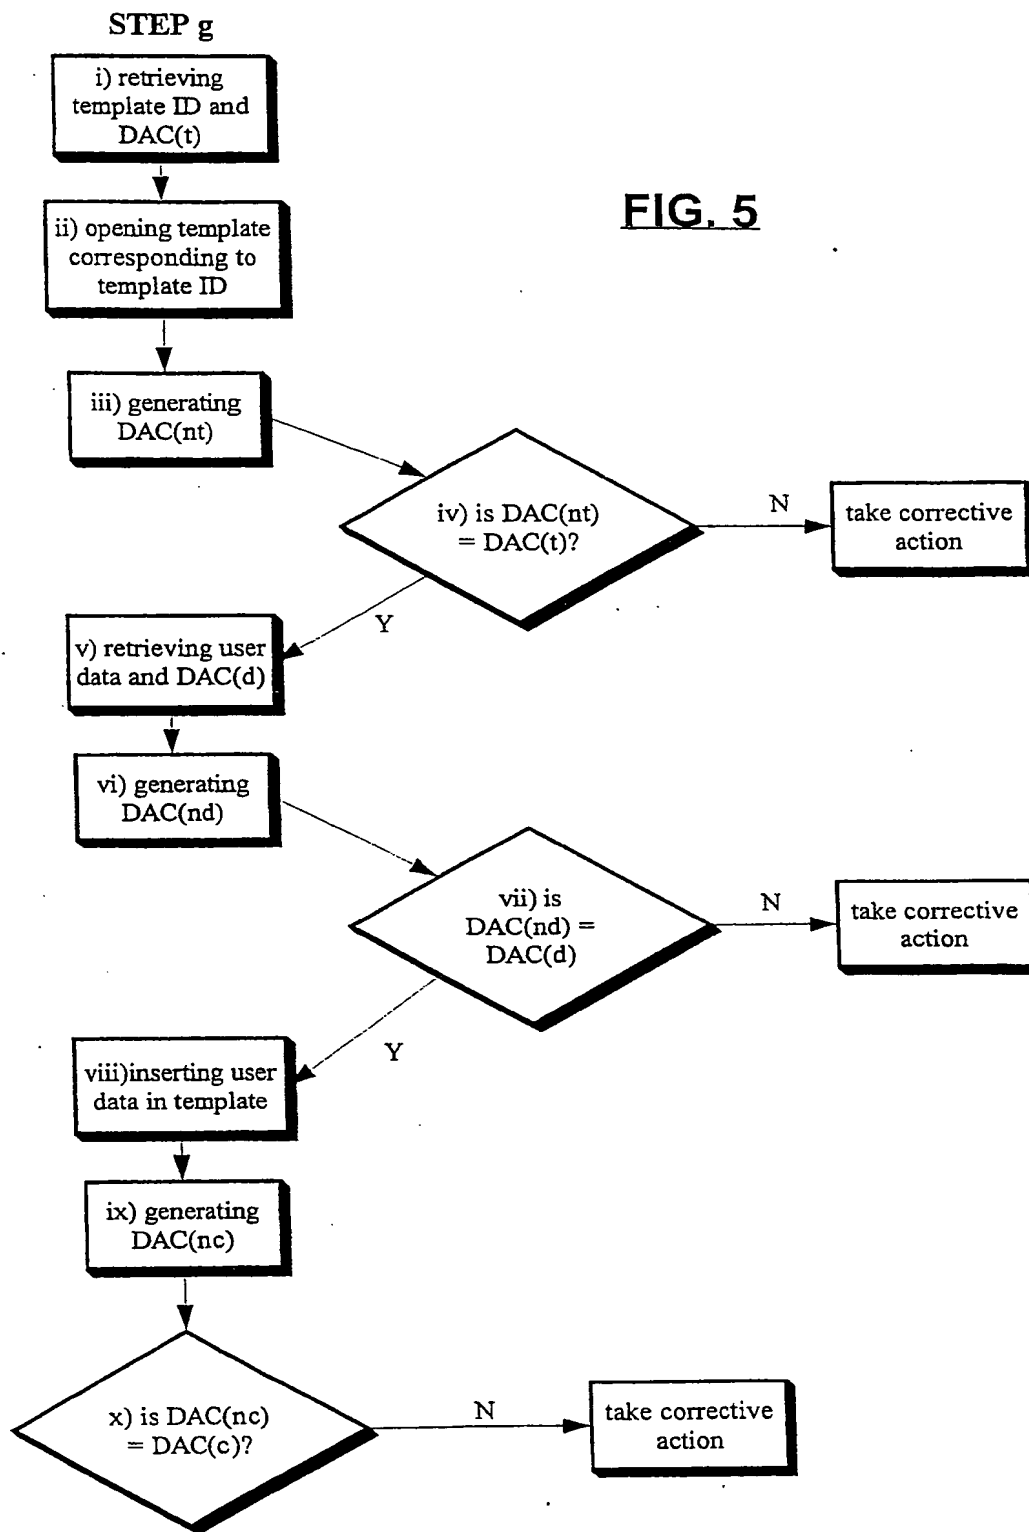 STEP g
i) retrieving
template ID and
DAC(t)
FIG. 5
ii) opening template
corresponding to
template ID
iii) generating
DAC(nt)
iv) is DAC(nt)
= DAC(t)?
N
take corrective
action
Y
v) retrieving user
data and DAC(d)
vi) generating
DAC(nd)
vii) is
DAC(nd) =
DAC(d)
N
take corrective
action
Y
viii)inserting user
data in template
ix) generating
DAC(nc)
x) is DAC(nc)
= DAC(c)?
N
take corrective
action